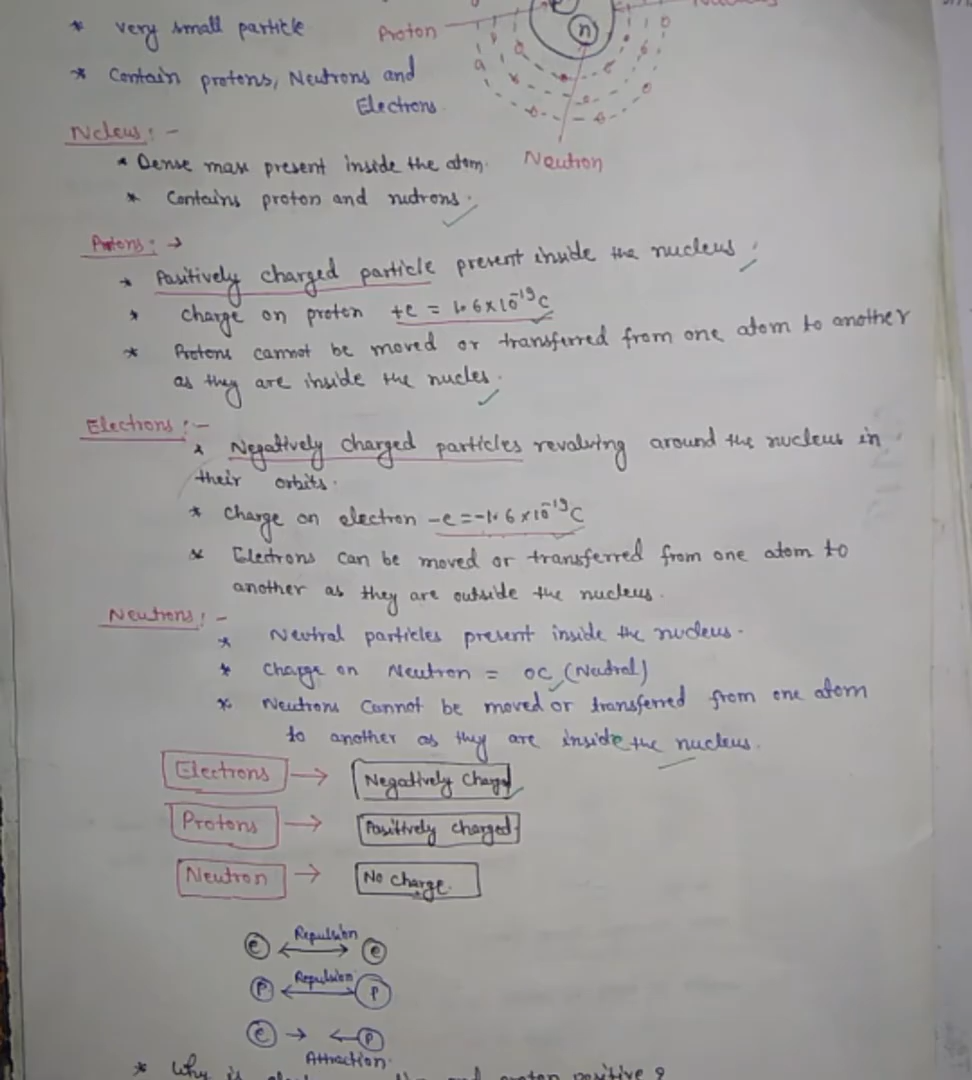 * very small particle
Proton
n
* Contain protons, Neutrons and
Electrons
Neutron
Ncleus: -
* Dense mass present inside the atom.
* Contains proton and nutrons.
Protons: →
* Positively charged particle present inside the nucleus.
* Charge on proton +e = 1.6×10⁻¹⁹C
* Protons cannot be moved or transferred from one atom to another
as they are inside the nucles.
Electrons: -
* Negatively charged particles revolving around the nucleus in
their orbits.
* Charge on electron -e=-1.6×10⁻¹⁹C
* Electrons can be moved or transferred from one atom to
another as they are outside the nucleus.
Neutrons: -
* Neutral particles present inside the nucleus.
* Charge on Neutron = 0C (Neutral)
* Neutrons Cannot be moved or transferred from one atom
to another as they are inside the nucleus.
Electrons → Negatively Charged
Protons → Positively charged
Neutron → No charge.
e Repulsion e
P Repulsion P
e → ← P
Attraction.
* Why is proton positive ?